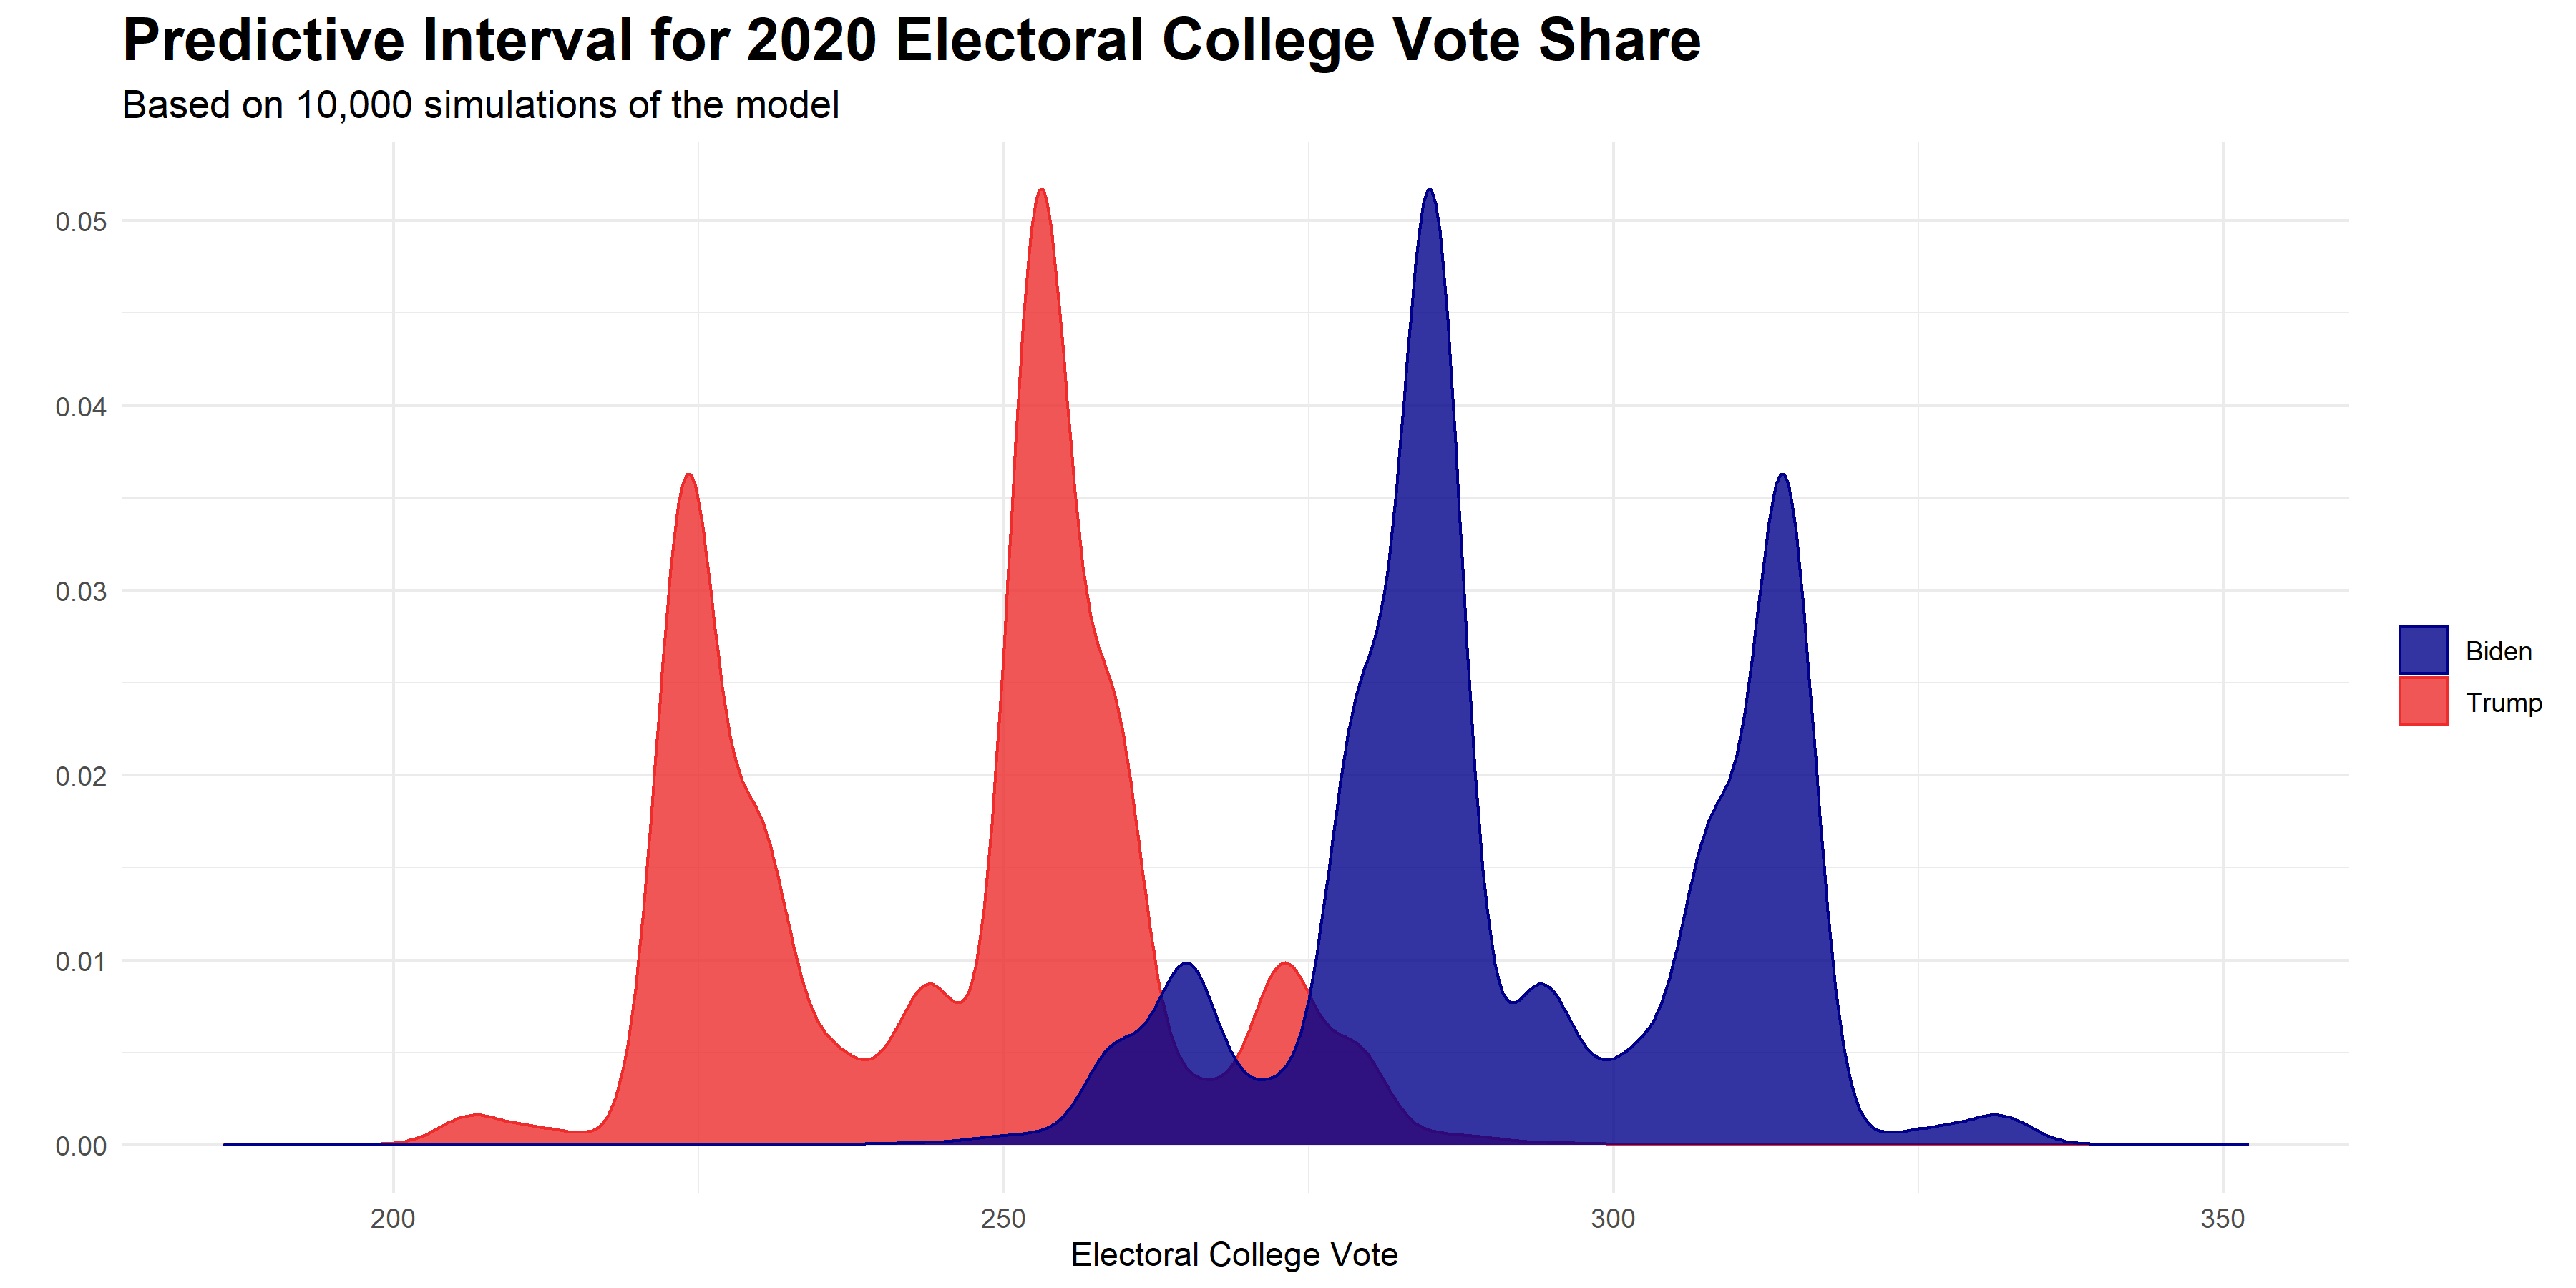 Predictive Interval for 2020 Electoral College Vote Share
Based on 10,000 simulations of the model
0.05
0.04
0.03
0.02
0.01
0.00
200 250 300 350
Electoral College Vote
Biden
Trump